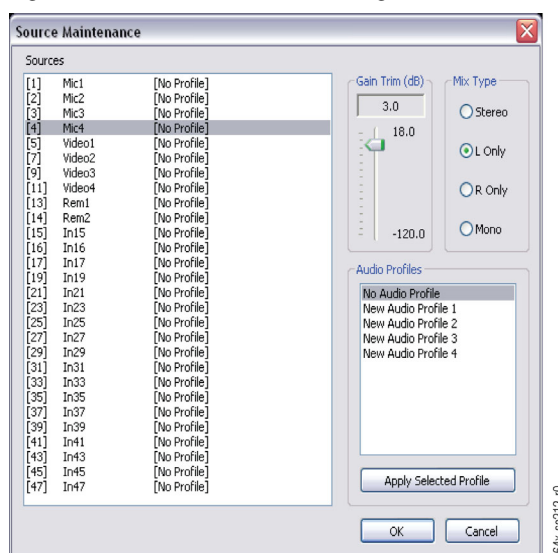 Source Maintenance
Sources
[1] Mic1 [No Profile]
[2] Mic2 [No Profile]
[3] Mic3 [No Profile]
[4] Mic4 [No Profile]
[5] Video1 [No Profile]
[7] Video2 [No Profile]
[9] Video3 [No Profile]
[11] Video4 [No Profile]
[13] Rem1 [No Profile]
[14] Rem2 [No Profile]
[15] In15 [No Profile]
[16] In16 [No Profile]
[17] In17 [No Profile]
[19] In19 [No Profile]
[21] In21 [No Profile]
[23] In23 [No Profile]
[25] In25 [No Profile]
[27] In27 [No Profile]
[29] In29 [No Profile]
[31] In31 [No Profile]
[33] In33 [No Profile]
[35] In35 [No Profile]
[37] In37 [No Profile]
[39] In39 [No Profile]
[41] In41 [No Profile]
[43] In43 [No Profile]
[45] In45 [No Profile]
[47] In47 [No Profile]
Gain Trim (dB)
3.0
18.0
-120.0
Mix Type
Stereo
L Only
R Only
Mono
Audio Profiles
No Audio Profile
New Audio Profile 1
New Audio Profile 2
New Audio Profile 3
New Audio Profile 4
Apply Selected Profile
OK
Cancel